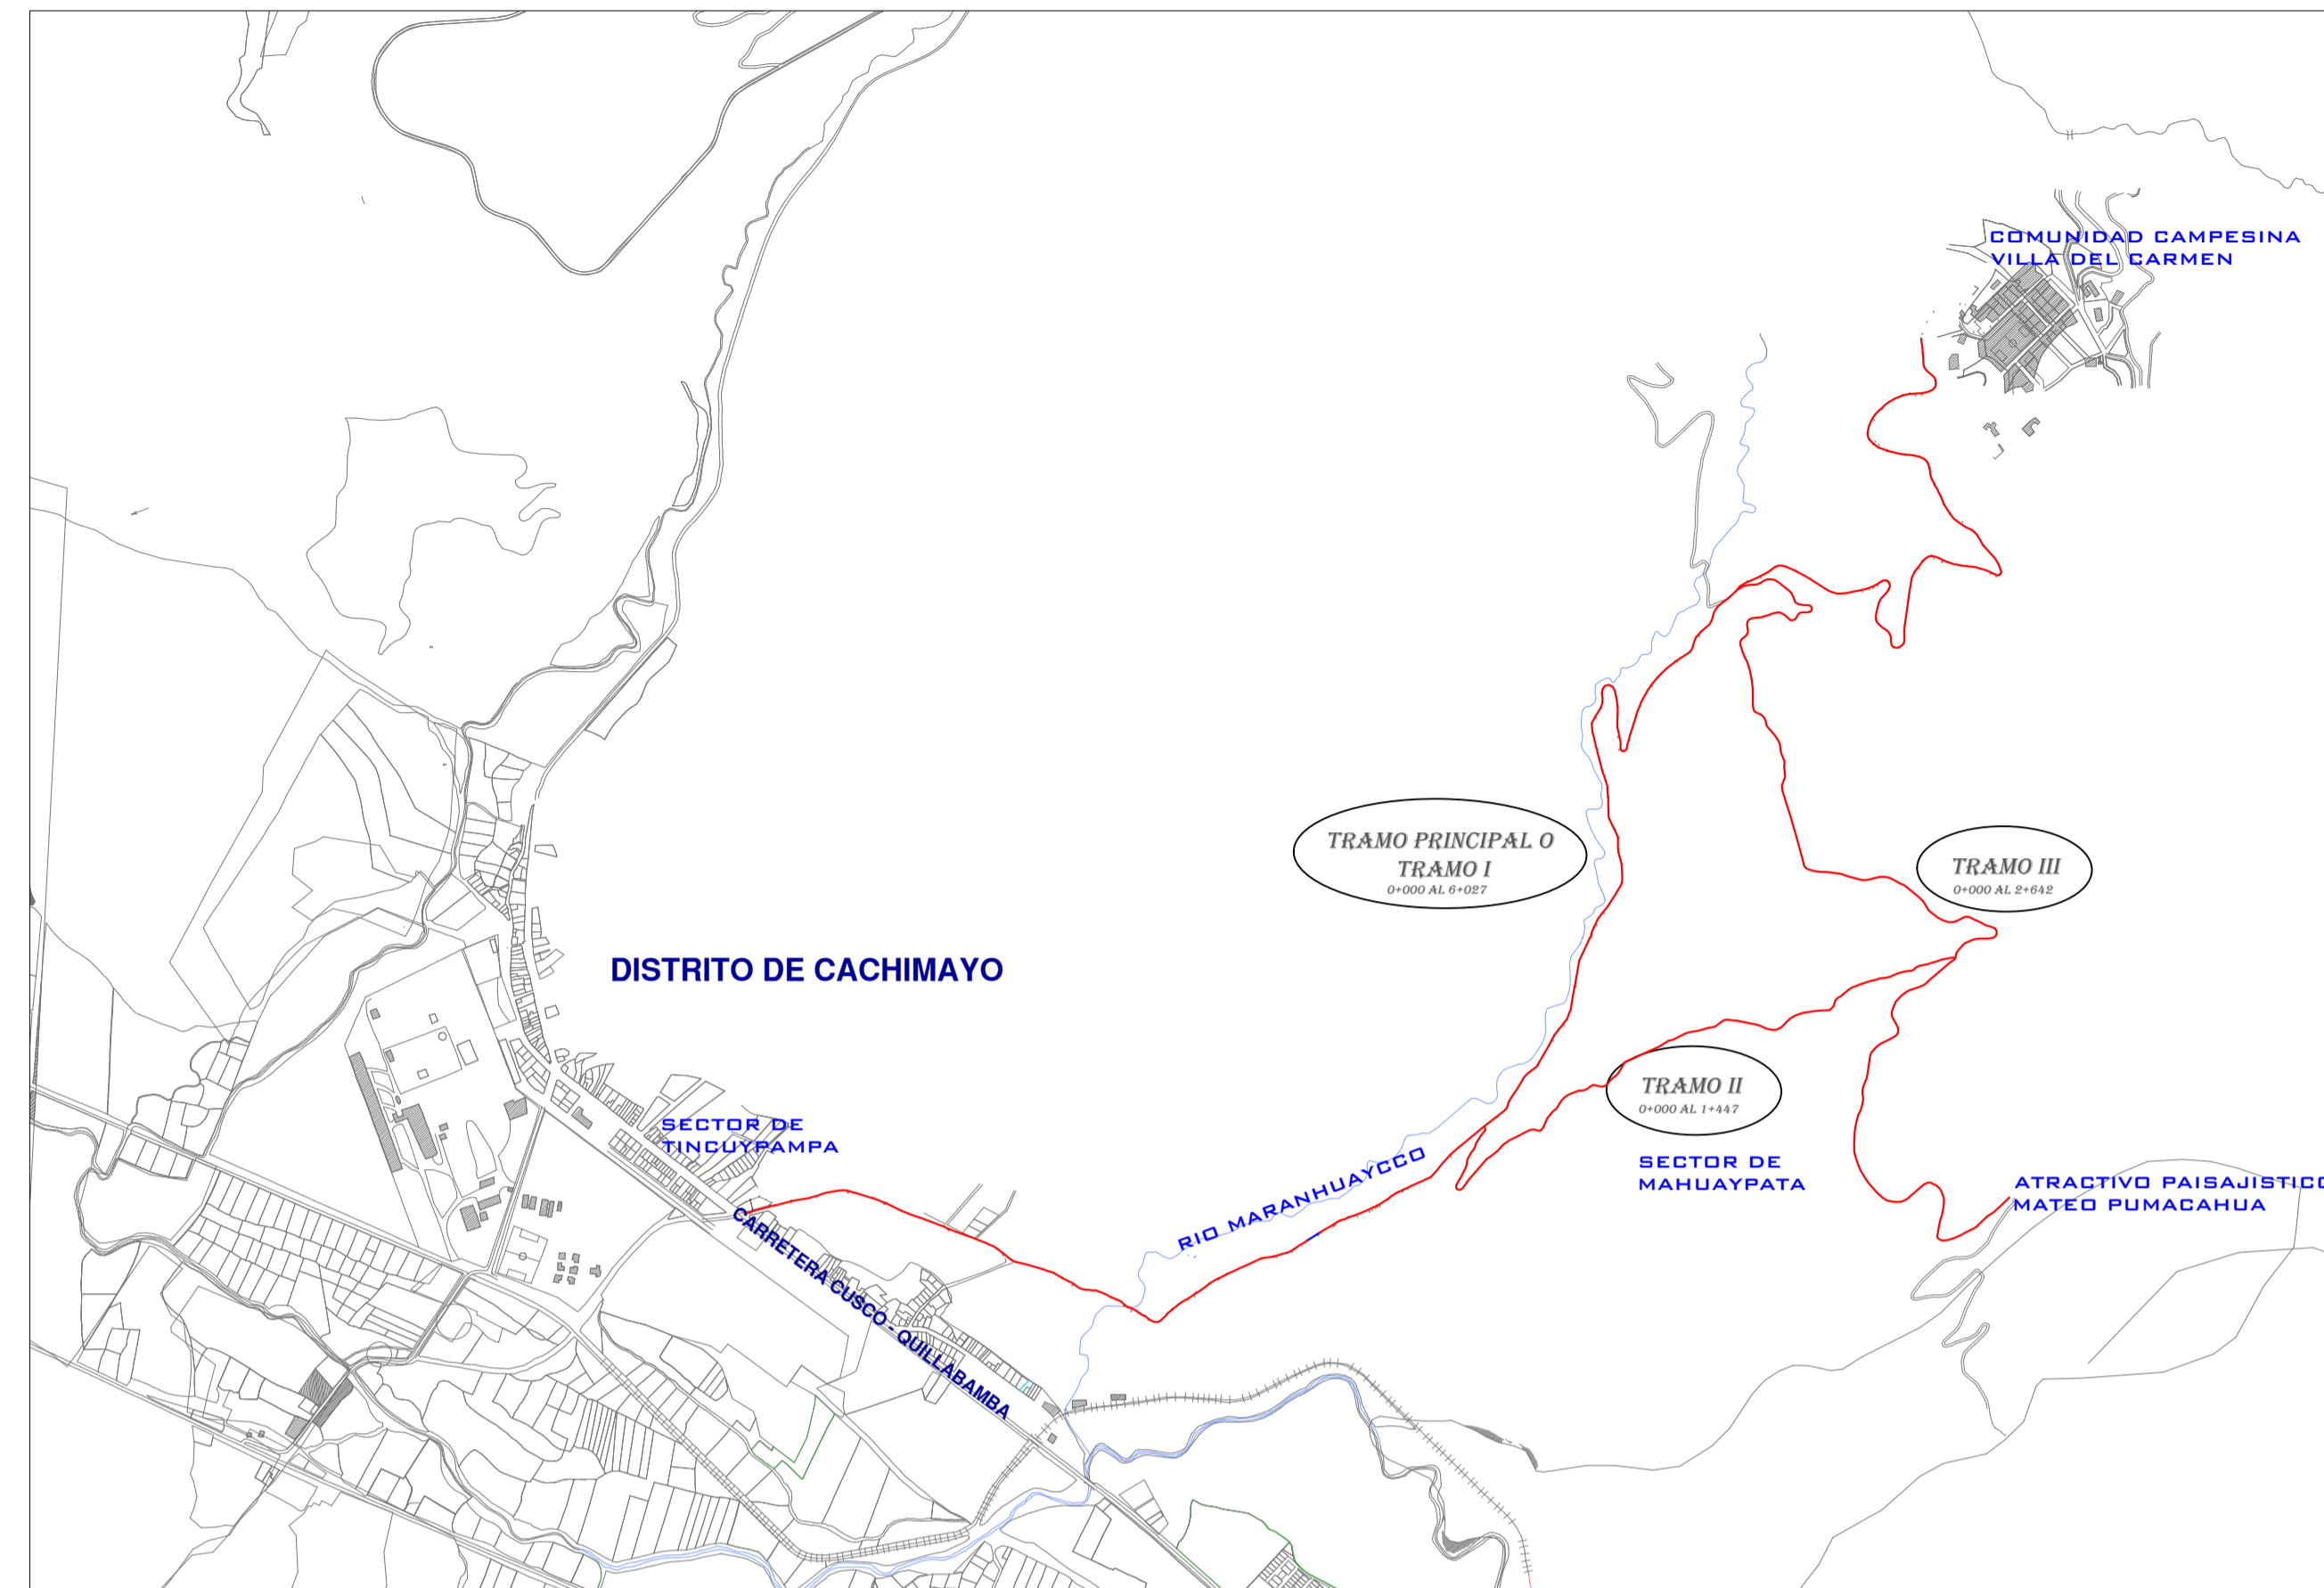 COMUNIDAD CAMPESINA
VILLA DEL CARMEN
TRAMO PRINCIPAL O
TRAMO I
0+000 AL 6+027
TRAMO III
0+000 AL 2+642
DISTRITO DE CACHIMAYO
TRAMO II
0+000 AL 1+447
SECTOR DE
TINCUYPAMPA
SECTOR DE
MAHUAYPATA
RIO MARANHUAYCCO
ATRACTIVO PAISAJISTICO
MATEO PUMACAHUA
CARRETERA CUSCO - QUILLABAMBA